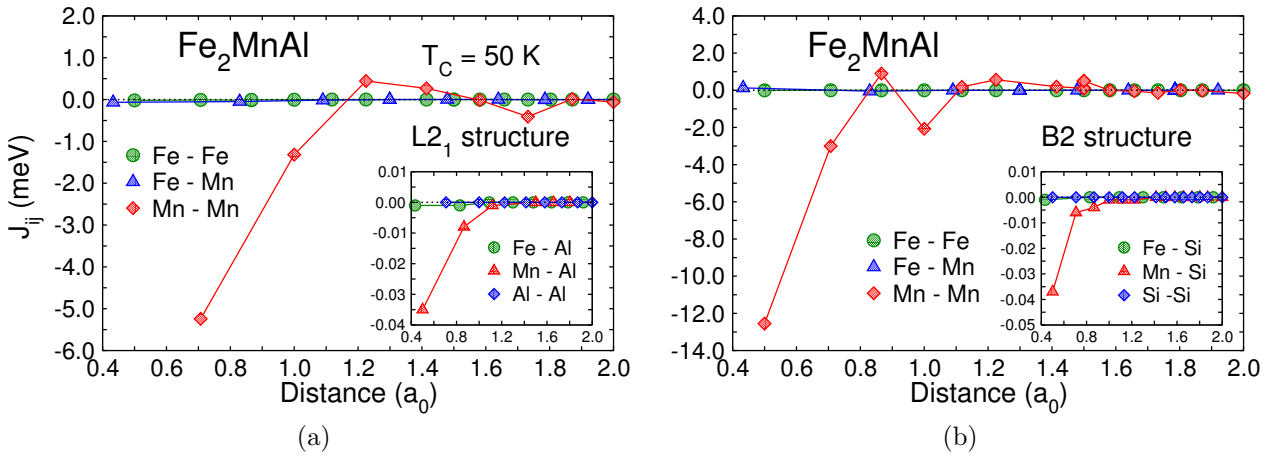 Fe2MnAl
T_C = 50 K
L2_1 structure
Fe - Fe
Fe - Mn
Mn - Mn
J_ij (meV)
2.0
1.0
0.0
-1.0
-2.0
-3.0
-4.0
-5.0
-6.0
0.4 0.6 0.8 1.0 1.2 1.4 1.6 1.8 2.0
Distance (a_0)
0.01
0.00
-0.01
-0.02
-0.03
-0.04
0.4 0.8 1.2 1.6 2.0
Fe - Al
Mn - Al
Al - Al
(a)
Fe2MnAl
B2 structure
Fe - Fe
Fe - Mn
Mn - Mn
4.0
2.0
0.0
-2.0
-4.0
-6.0
-8.0
-10.0
-12.0
-14.0
0.4 0.6 0.8 1.0 1.2 1.4 1.6 1.8 2.0
Distance (a_0)
0.01
0.00
-0.01
-0.02
-0.03
-0.04
-0.05
0.4 0.8 1.2 1.6 2.0
Fe - Si
Mn - Si
Si -Si
(b)